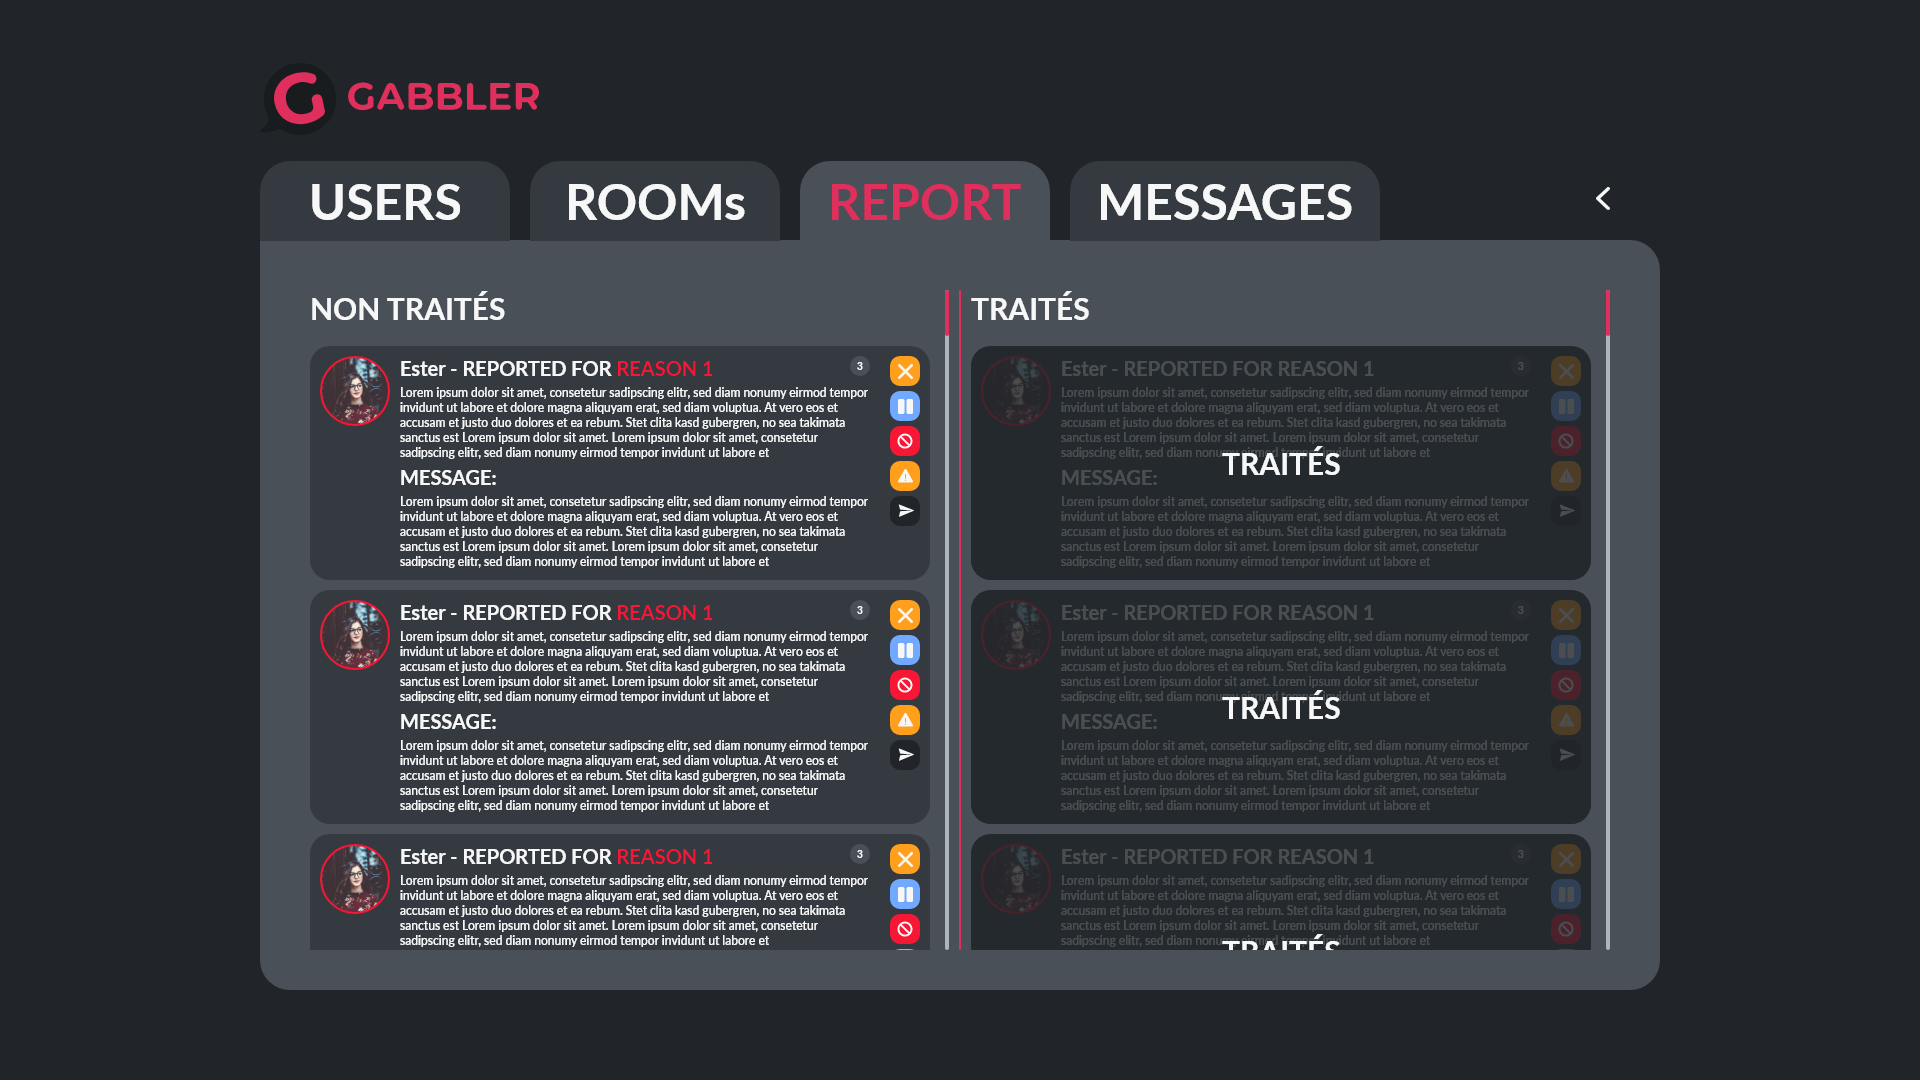 GABBLER
USERS
ROOMs
REPORT
MESSAGES
NON TRAITÉS
Ester - REPORTED FOR REASON 1
3
Lorem ipsum dolor sit amet, consetetur sadipscing elitr, sed diam nonumy eirmod tempor
invidunt ut labore et dolore magna aliquyam erat, sed diam voluptua. At vero eos et
accusam et justo duo dolores et ea rebum. Stet clita kasd gubergren, no sea takimata
sanctus est Lorem ipsum dolor sit amet. Lorem ipsum dolor sit amet, consetetur
sadipscing elitr, sed diam nonumy eirmod tempor invidunt ut labore et
MESSAGE:
Lorem ipsum dolor sit amet, consetetur sadipscing elitr, sed diam nonumy eirmod tempor
invidunt ut labore et dolore magna aliquyam erat, sed diam voluptua. At vero eos et
accusam et justo duo dolores et ea rebum. Stet clita kasd gubergren, no sea takimata
sanctus est Lorem ipsum dolor sit amet. Lorem ipsum dolor sit amet, consetetur
sadipscing elitr, sed diam nonumy eirmod tempor invidunt ut labore et
Ester - REPORTED FOR REASON 1
3
Lorem ipsum dolor sit amet, consetetur sadipscing elitr, sed diam nonumy eirmod tempor
invidunt ut labore et dolore magna aliquyam erat, sed diam voluptua. At vero eos et
accusam et justo duo dolores et ea rebum. Stet clita kasd gubergren, no sea takimata
sanctus est Lorem ipsum dolor sit amet. Lorem ipsum dolor sit amet, consetetur
sadipscing elitr, sed diam nonumy eirmod tempor invidunt ut labore et
MESSAGE:
Lorem ipsum dolor sit amet, consetetur sadipscing elitr, sed diam nonumy eirmod tempor
invidunt ut labore et dolore magna aliquyam erat, sed diam voluptua. At vero eos et
accusam et justo duo dolores et ea rebum. Stet clita kasd gubergren, no sea takimata
sanctus est Lorem ipsum dolor sit amet. Lorem ipsum dolor sit amet, consetetur
sadipscing elitr, sed diam nonumy eirmod tempor invidunt ut labore et
Ester - REPORTED FOR REASON 1
3
Lorem ipsum dolor sit amet, consetetur sadipscing elitr, sed diam nonumy eirmod tempor
invidunt ut labore et dolore magna aliquyam erat, sed diam voluptua. At vero eos et
accusam et justo duo dolores et ea rebum. Stet clita kasd gubergren, no sea takimata
sanctus est Lorem ipsum dolor sit amet. Lorem ipsum dolor sit amet, consetetur
sadipscing elitr, sed diam nonumy eirmod tempor invidunt ut labore et
TRAITÉS
Ester - REPORTED FOR REASON 1
3
Lorem ipsum dolor sit amet, consetetur sadipscing elitr, sed diam nonumy eirmod tempor
invidunt ut labore et dolore magna aliquyam erat, sed diam voluptua. At vero eos et
accusam et justo duo dolores et ea rebum. Stet clita kasd gubergren, no sea takimata
sanctus est Lorem ipsum dolor sit amet. Lorem ipsum dolor sit amet, consetetur
sadipscing elitr, sed diam nonumy eirmod tempor invidunt ut labore et
TRAITÉS
MESSAGE:
Lorem ipsum dolor sit amet, consetetur sadipscing elitr, sed diam nonumy eirmod tempor
invidunt ut labore et dolore magna aliquyam erat, sed diam voluptua. At vero eos et
accusam et justo duo dolores et ea rebum. Stet clita kasd gubergren, no sea takimata
sanctus est Lorem ipsum dolor sit amet. Lorem ipsum dolor sit amet, consetetur
sadipscing elitr, sed diam nonumy eirmod tempor invidunt ut labore et
Ester - REPORTED FOR REASON 1
3
Lorem ipsum dolor sit amet, consetetur sadipscing elitr, sed diam nonumy eirmod tempor
invidunt ut labore et dolore magna aliquyam erat, sed diam voluptua. At vero eos et
accusam et justo duo dolores et ea rebum. Stet clita kasd gubergren, no sea takimata
sanctus est Lorem ipsum dolor sit amet. Lorem ipsum dolor sit amet, consetetur
sadipscing elitr, sed diam nonumy eirmod tempor invidunt ut labore et
TRAITÉS
MESSAGE:
Lorem ipsum dolor sit amet, consetetur sadipscing elitr, sed diam nonumy eirmod tempor
invidunt ut labore et dolore magna aliquyam erat, sed diam voluptua. At vero eos et
accusam et justo duo dolores et ea rebum. Stet clita kasd gubergren, no sea takimata
sanctus est Lorem ipsum dolor sit amet. Lorem ipsum dolor sit amet, consetetur
sadipscing elitr, sed diam nonumy eirmod tempor invidunt ut labore et
Ester - REPORTED FOR REASON 1
3
Lorem ipsum dolor sit amet, consetetur sadipscing elitr, sed diam nonumy eirmod tempor
invidunt ut labore et dolore magna aliquyam erat, sed diam voluptua. At vero eos et
accusam et justo duo dolores et ea rebum. Stet clita kasd gubergren, no sea takimata
sanctus est Lorem ipsum dolor sit amet. Lorem ipsum dolor sit amet, consetetur
sadipscing elitr, sed diam nonumy eirmod tempor invidunt ut labore et
TRAITÉS